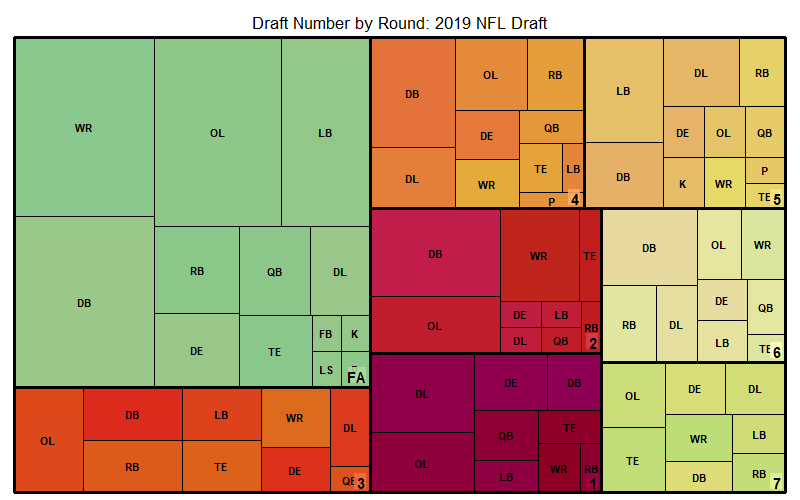 Draft Number by Round: 2019 NFL Draft
WR
OL
LB
DB
RB
QB
DL
DE
TE
FB
K
LS
FA
OL
DB
LB
WR
DL
RB
TE
DE
QB
3
DB
OL
RB
DE
QB
DL
WR
TE
LB
P
4
LB
DL
RB
DE
OL
QB
DB
K
WR
P
TE
5
DB
WR
TE
OL
DE
LB
DL
QB
RB
2
DL
DE
DB
QB
TE
OL
LB
WR
RB
1
DB
OL
WR
RB
DL
DE
QB
LB
TE
6
OL
DE
DL
TE
WR
LB
DB
RB
7